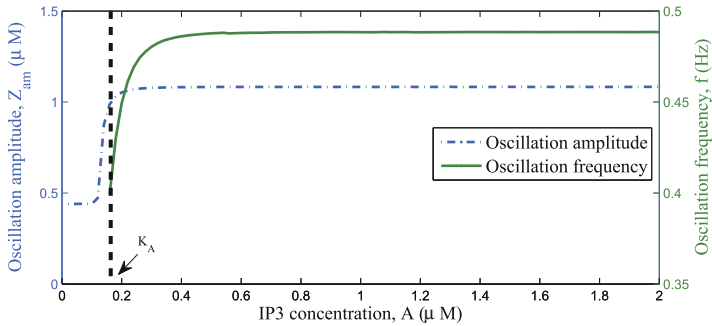 1.5
1
0.5
0
0.5
0.45
0.4
0.35
Oscillation amplitude, Z_am (μ M)
Oscillation frequency, f (Hz)
Oscillation amplitude
Oscillation frequency
K_A
0 0.2 0.4 0.6 0.8 1 1.2 1.4 1.6 1.8 2
IP3 concentration, A (μ M)